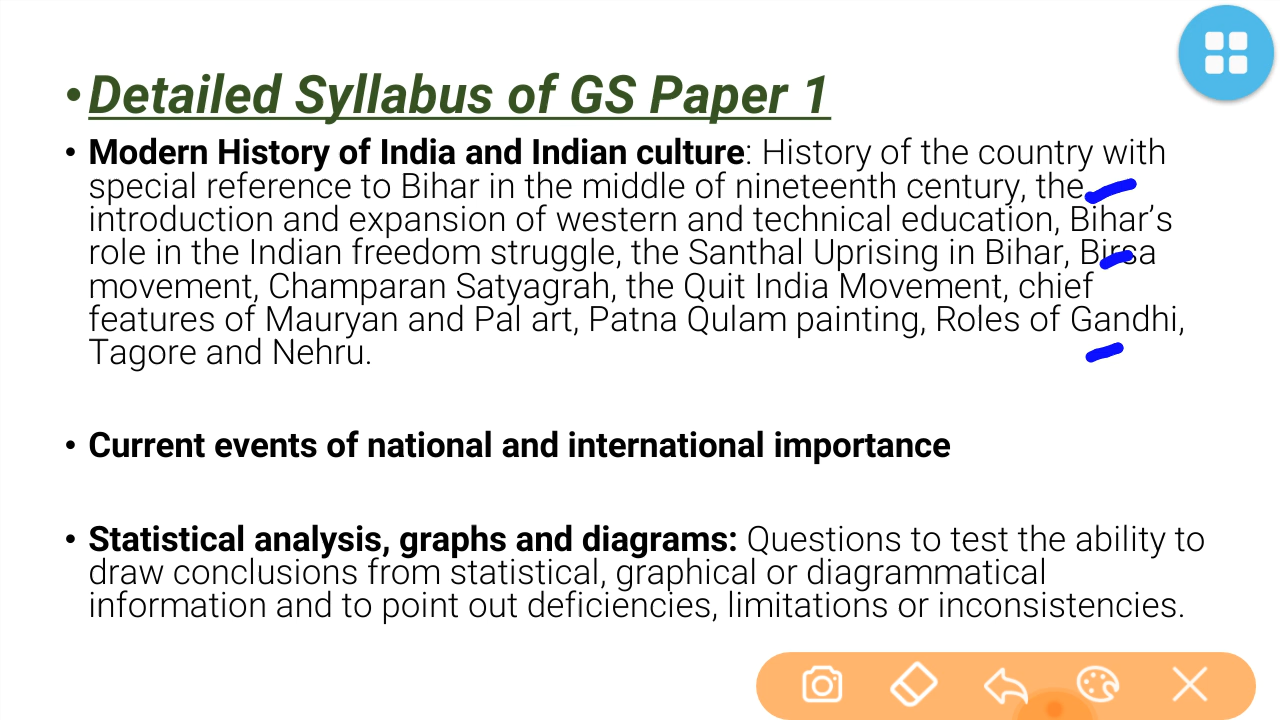 •Detailed Syllabus of GS Paper 1
• Modern History of India and Indian culture: History of the country with
special reference to Bihar in the middle of nineteenth century, the
introduction and expansion of western and technical education, Bihar's
role in the Indian freedom struggle, the Santhal Uprising in Bihar, Birsa
movement, Champaran Satyagrah, the Quit India Movement, chief
features of Mauryan and Pal art, Patna Qulam painting, Roles of Gandhi,
Tagore and Nehru.
• Current events of national and international importance
• Statistical analysis, graphs and diagrams: Questions to test the ability to
draw conclusions from statistical, graphical or diagrammatical
information and to point out deficiencies, limitations or inconsistencies.